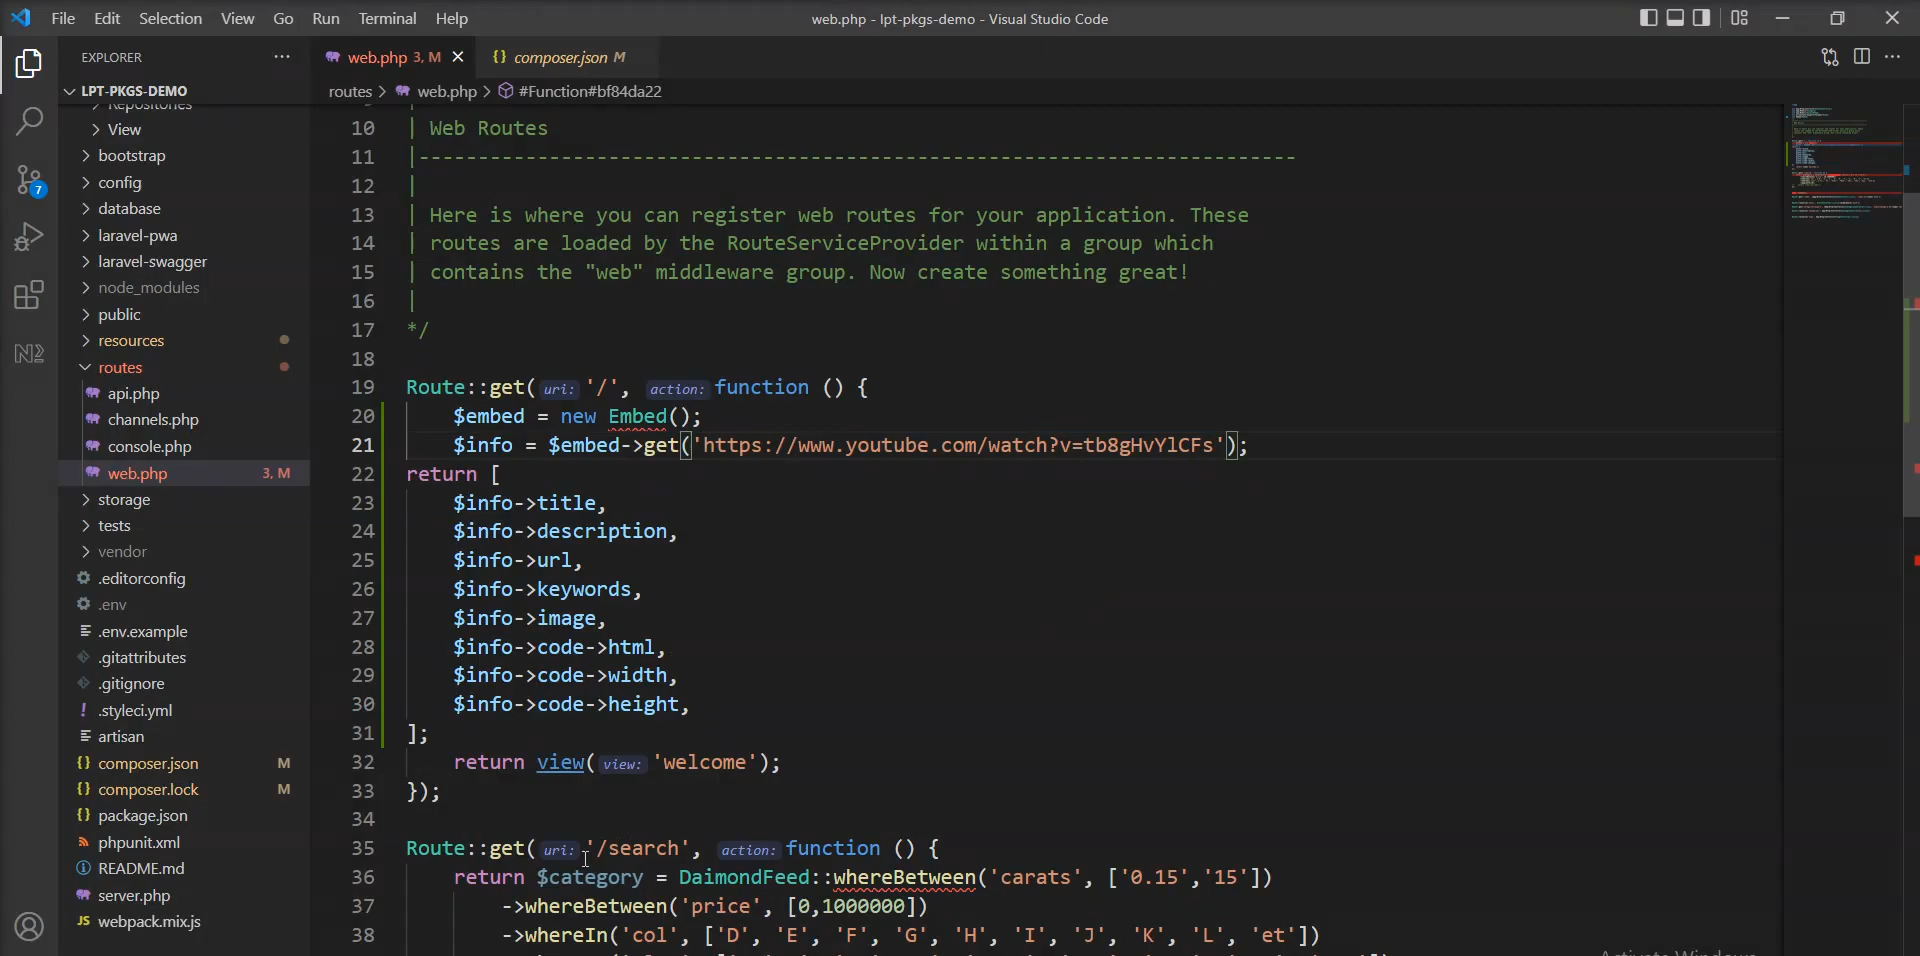 File Edit Selection View Go Run Terminal Help
web.php - lpt-pkgs-demo - Visual Studio Code
EXPLORER
web.php 3, M
composer.json M
LPT-PKGS-DEMO
routes > web.php > #Function#bf84da22
Repositories
View
bootstrap
config
database
laravel-pwa
laravel-swagger
node_modules
public
resources
routes
api.php
channels.php
console.php
web.php 3, M
storage
tests
vendor
.editorconfig
.env
.env.example
.gitattributes
.gitignore
.styleci.yml
artisan
composer.json M
composer.lock M
package.json
phpunit.xml
README.md
server.php
JS webpack.mix.js
7
10 | Web Routes
11 |--------------------------------------------------------------------------
12 |
13 | Here is where you can register web routes for your application. These
14 | routes are loaded by the RouteServiceProvider within a group which
15 | contains the "web" middleware group. Now create something great!
16 |
17 */
18
19 Route::get(uri: '/', action: function () {
20 $embed = new Embed();
21 $info = $embed->get('https://www.youtube.com/watch?v=tb8gHvYlCFs');
22 return [
23 $info->title,
24 $info->description,
25 $info->url,
26 $info->keywords,
27 $info->image,
28 $info->code->html,
29 $info->code->width,
30 $info->code->height,
31 ];
32 return view(view: 'welcome');
33 });
34
35 Route::get(uri: '/search', action: function () {
36 return $category = DaimondFeed::whereBetween('carats', ['0.15','15'])
37 ->whereBetween('price', [0,1000000])
38 ->whereIn('col', ['D', 'E', 'F', 'G', 'H', 'I', 'J', 'K', 'L', 'et'])